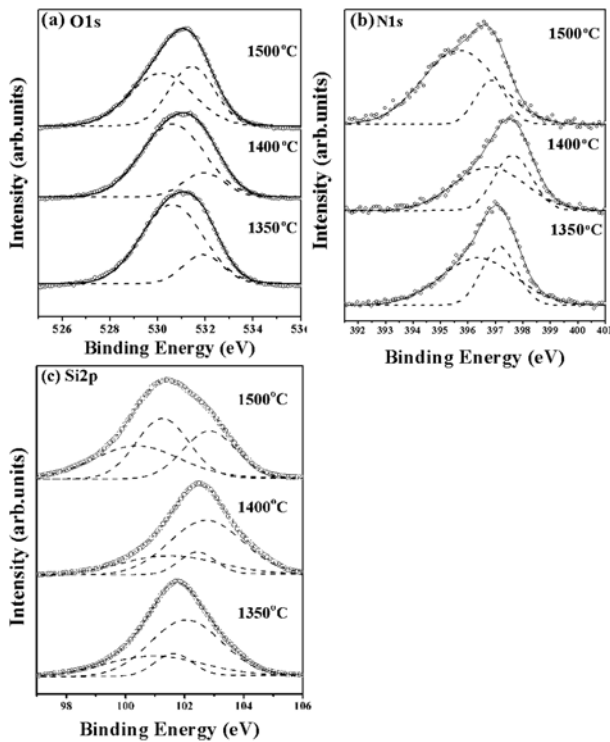 (a) O1s
1500°C
1400°C
1350°C
Intensity (arb.units)
526 528 530 532 534 536
Binding Energy (eV)
(b) N1s
1500°C
1400°C
1350°C
Intensity (arb.units)
392 393 394 395 396 397 398 399 400 401
Binding Energy (eV)
(c) Si2p
1500°C
1400°C
1350°C
Intensity (arb.units)
98 100 102 104 106
Binding Energy (eV)